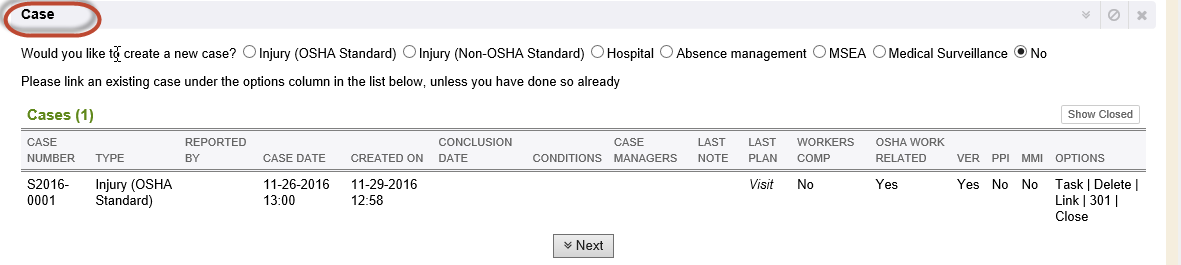 Case
Would you like to create a new case? Injury (OSHA Standard) Injury (Non-OSHA Standard) Hospital Absence management MSEA Medical Surveillance No
Please link an existing case under the options column in the list below, unless you have done so already
Cases (1) Show Closed
CASE NUMBER TYPE REPORTED BY CASE DATE CREATED ON CONCLUSION DATE CONDITIONS CASE MANAGERS LAST NOTE LAST PLAN WORKERS COMP OSHA WORK RELATED VER PPI MMI OPTIONS
S2016- Injury (OSHA 11-26-2016 11-29-2016 Visit No Yes Yes No No Task | Delete |
0001 Standard) 13:00 12:58 Link | 301 |
Close
Next